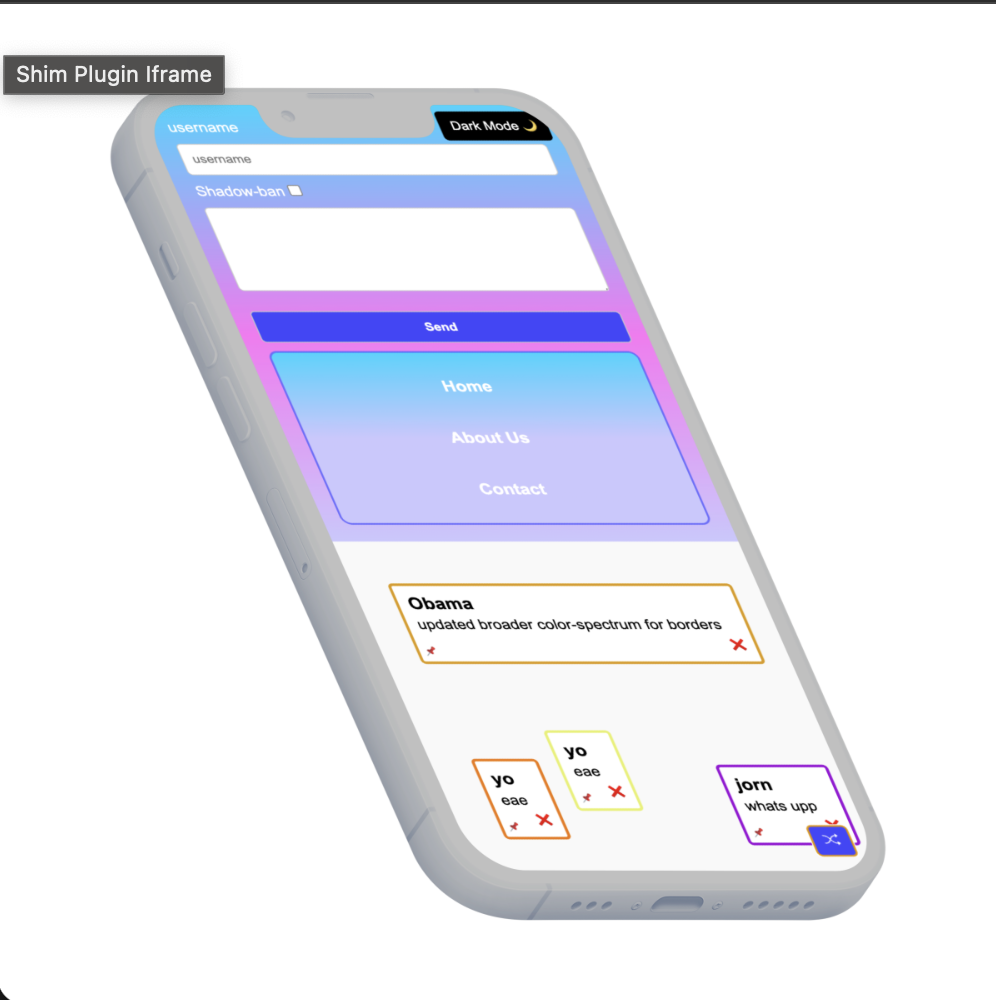 Shim Plugin Iframe
username
Dark Mode 🌙
username
Shadow-ban
Send
Home
About Us
Contact
Obama
updated broader color-spectrum for borders
yo
eae
yo
eae
jorn
whats upp